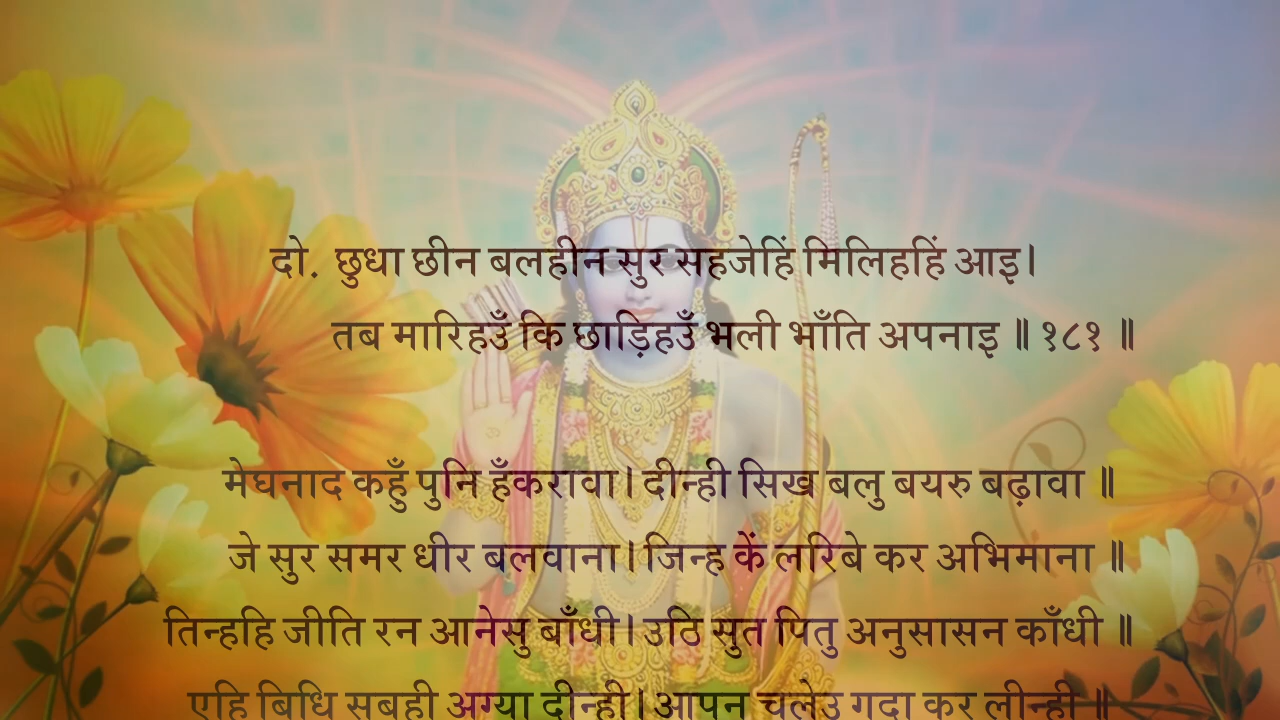 दो. छुधा छीन बलहीन सुर सहजेहिं मिलिहहिं आइ।
तब मारिहउँ कि छाड़िहउँ भली भाँति अपनाइ ॥ १८१ ॥
मेघनाद कहुँ पुनि हँकरावा। दीन्ही सिख बलु बयरु बढ़ावा ॥
जे सुर समर धीर बलवाना। जिन्ह कें लरिबे कर अभिमाना ॥
तिन्हहि जीति रन आनेसु बाँधी। उठि सुत पितु अनुसासन काँधी ॥
एहि बिधि सबही अग्या दीन्ही। आपुन चलेउ गदा कर लीन्ही ॥